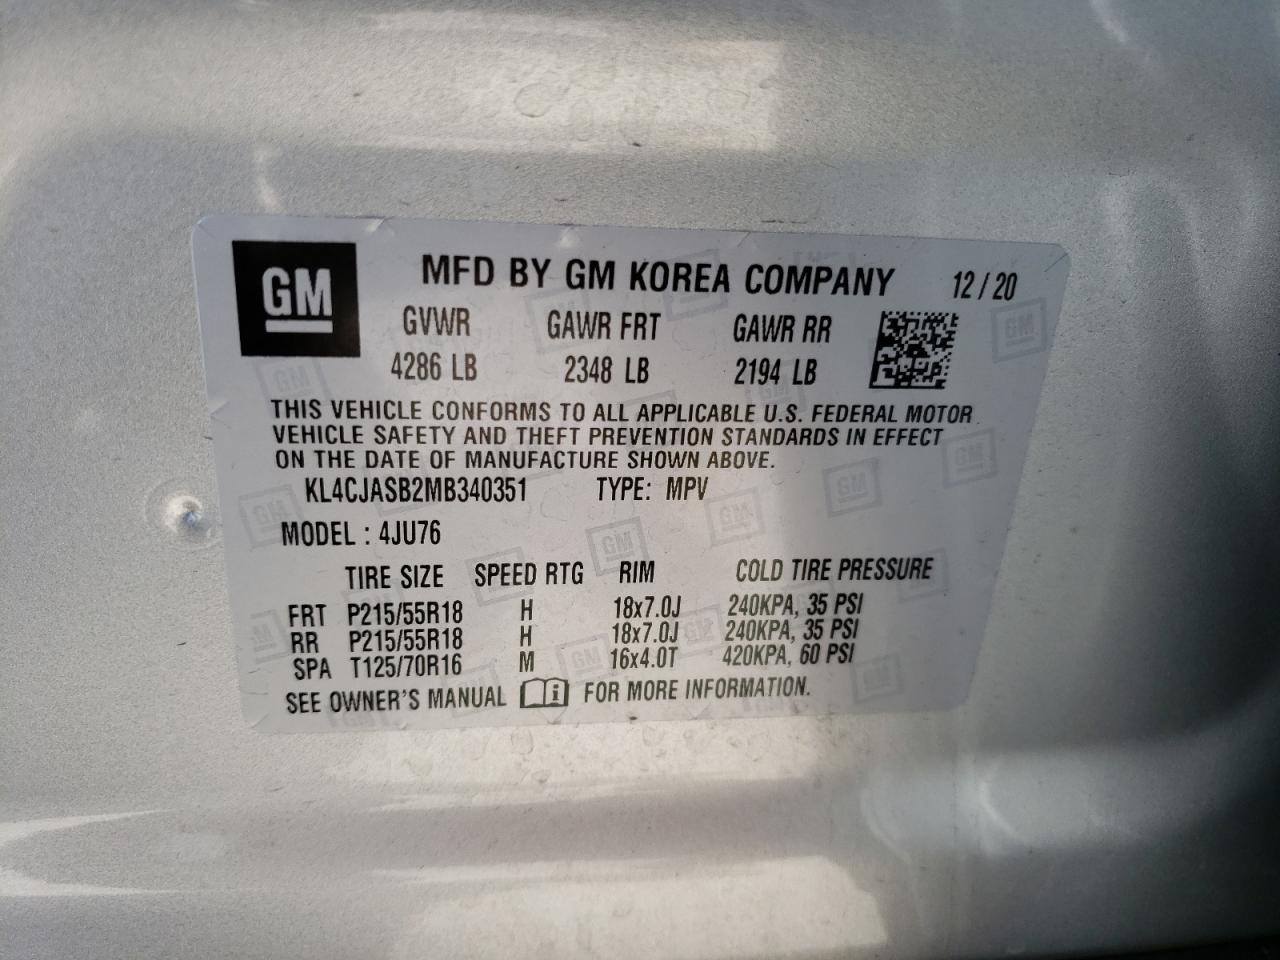 GM MFD BY GM KOREA COMPANY 12/20
GVWR GAWR FRT GAWR RR
4286 LB 2348 LB 2194 LB
THIS VEHICLE CONFORMS TO ALL APPLICABLE U.S. FEDERAL MOTOR
VEHICLE SAFETY AND THEFT PREVENTION STANDARDS IN EFFECT
ON THE DATE OF MANUFACTURE SHOWN ABOVE.
KL4CJASB2MB340351 TYPE: MPV
MODEL : 4JU76
TIRE SIZE SPEED RTG RIM COLD TIRE PRESSURE
FRT P215/55R18 H 18x7.0J 240KPA, 35 PSI
RR P215/55R18 H 18x7.0J 240KPA, 35 PSI
SPA T125/70R16 M 16x4.0T 420KPA, 60 PSI
SEE OWNER'S MANUAL i FOR MORE INFORMATION.